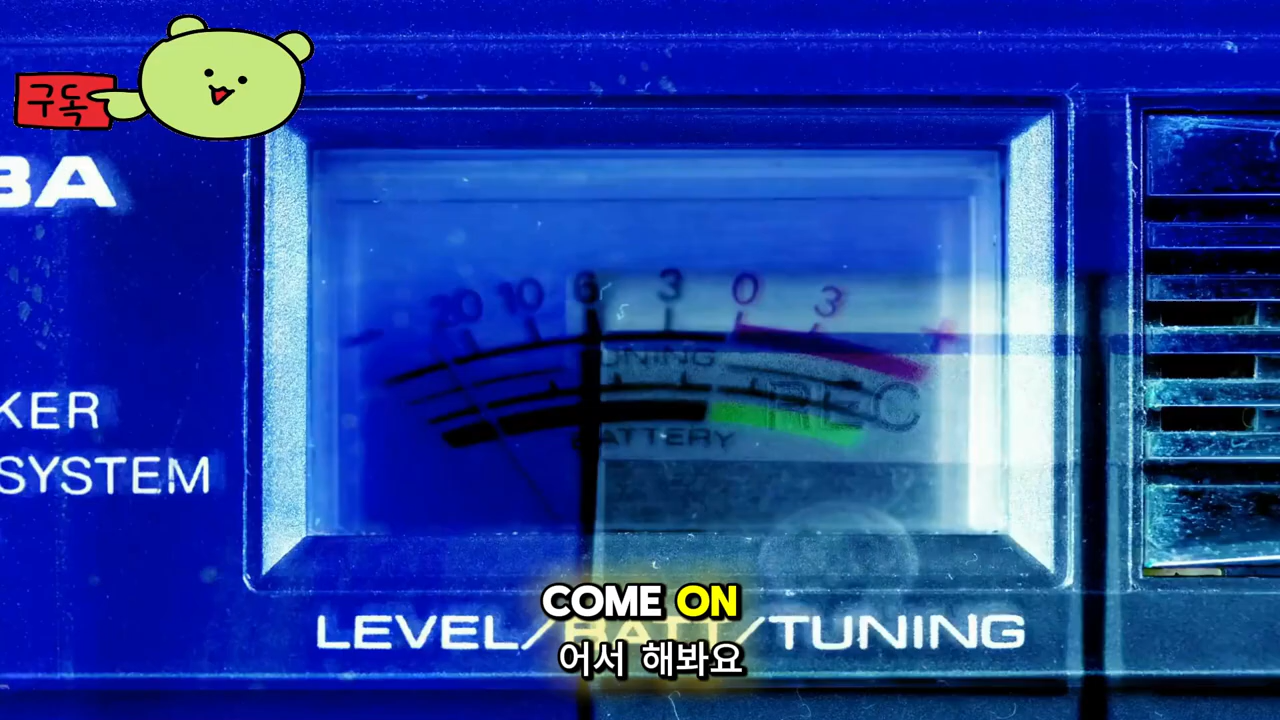 구독
BA
20 10 6 3 0 3
- +
TUNING
REC
BATTERY
KER
SYSTEM
COME ON
LEVEL/BATT/TUNING
어서 해봐요